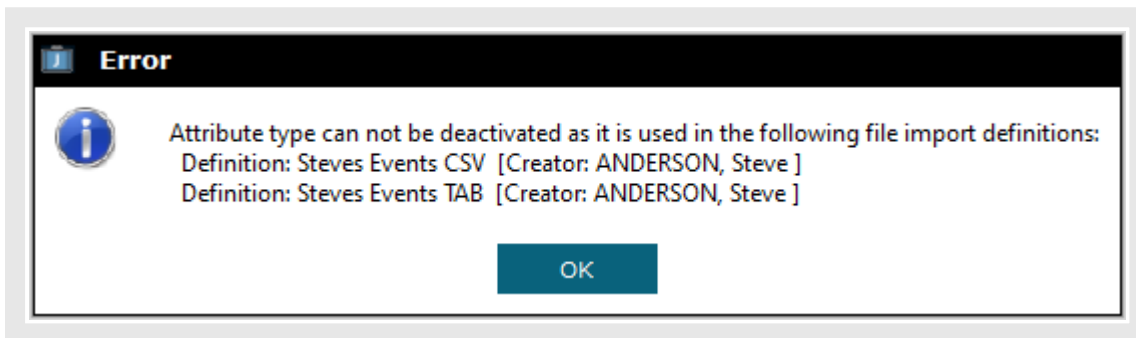 Error
Attribute type can not be deactivated as it is used in the following file import definitions:
Definition: Steves Events CSV [Creator: ANDERSON, Steve ]
Definition: Steves Events TAB [Creator: ANDERSON, Steve ]
OK